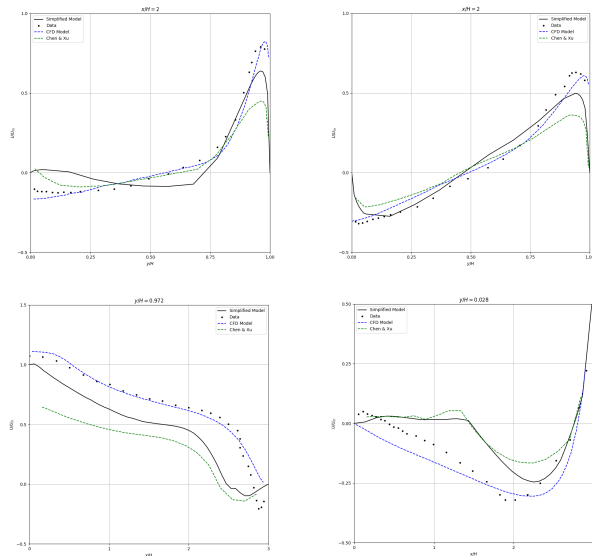 x/H = 2
Simplified Model
Data
CFD Model
Chen & Xu
1.0
0.5
0.0
−0.5
0.00
0.25
0.50
0.75
1.00
y/H
U/U₀
x/H = 2
Simplified Model
Data
CFD Model
Chen & Xu
1.0
0.5
0.0
−0.5
0.00
0.25
0.50
0.75
1.00
y/H
U/U₀
y/H = 0.972
Simplified Model
Data
CFD Model
Chen & Xu
1.5
1.0
0.5
0.0
−0.5
0
1
2
3
U/U₀
y/H = 0.028
Simplified Model
Data
CFD Model
Chen & Xu
0.50
0.25
0.00
−0.25
−0.50
0
1
2
x/H
U/U₀